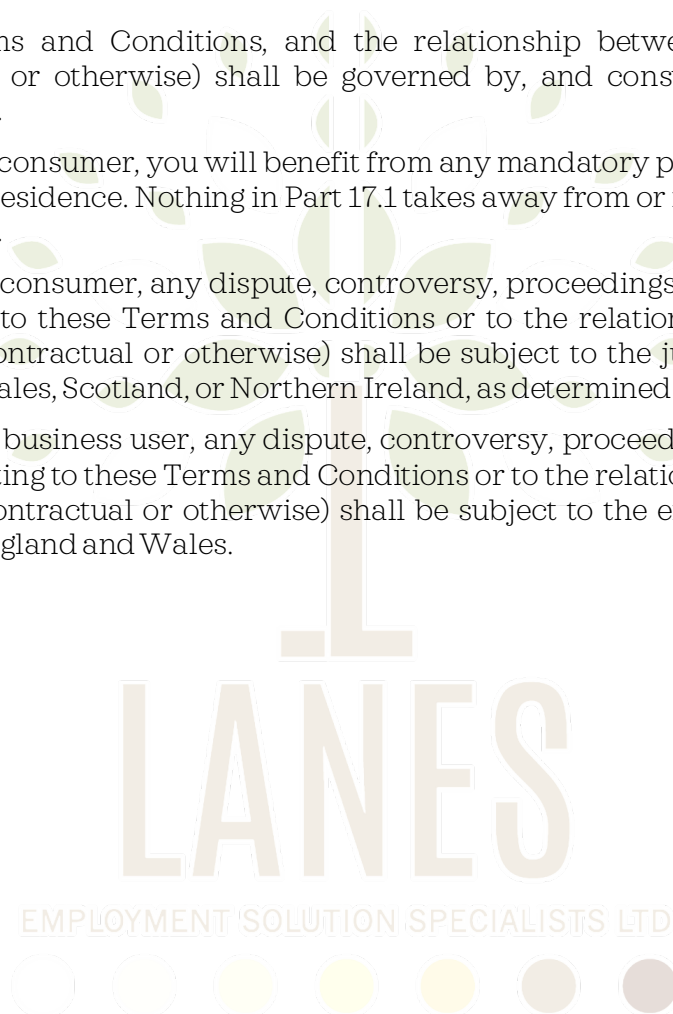 ms and Conditions, and the relationship betwe
or otherwise) shall be governed by, and cons
.
consumer, you will benefit from any mandatory p
esidence. Nothing in Part 17.1 takes away from or
.
consumer, any dispute, controversy, proceedings
to these Terms and Conditions or to the relation
ontractual or otherwise) shall be subject to the ju
ales, Scotland, or Northern Ireland, as determined
business user, any dispute, controversy, proceed
ting to these Terms and Conditions or to the relatio
ontractual or otherwise) shall be subject to the e
gland and Wales.
LANES
EMPLOYMENT SOLUTION SPECIALISTS LTD